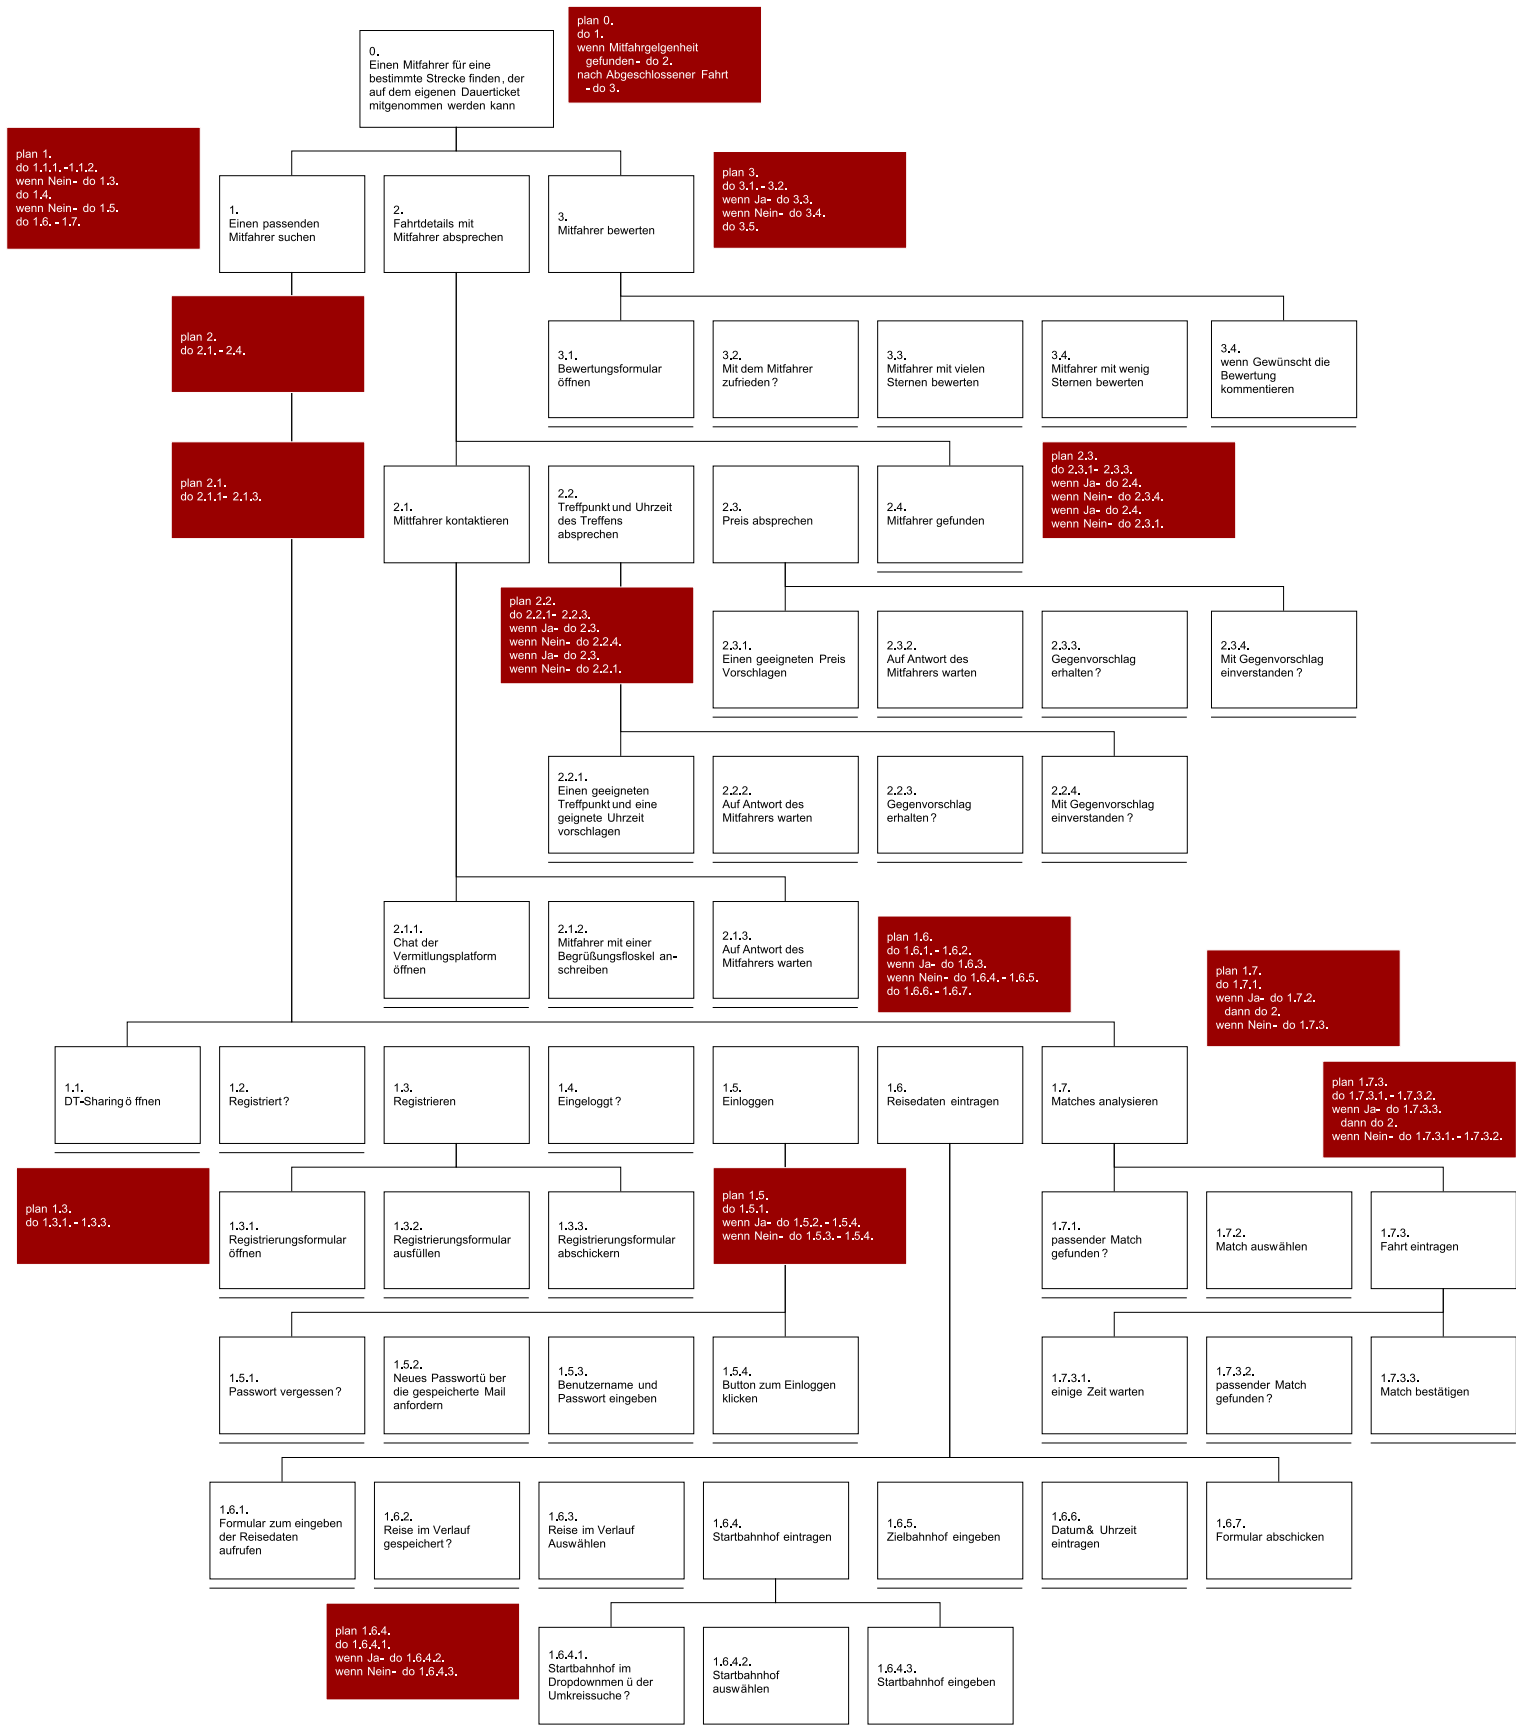 plan 0.
do 1.
wenn Mitfahrgelgenheit
gefunden- do 2.
nach Abgeschlossener Fahrt
- do 3.
0.
Einen Mitfahrer für eine
bestimmte Strecke finden, der
auf dem eigenen Dauerticket
mitgenommen werden kann
plan 1.
do 1.1.1.-1.1.2.
wenn Nein- do 1.3.
do 1.4.
wenn Nein- do 1.5.
do 1.6.-1.7.
1.
Einen passenden
Mitfahrer suchen
2.
Fahrtdetails mit
Mitfahrer absprechen
3.
Mitfahrer bewerten
plan 3.
do 3.1.-3.2.
wenn Ja- do 3.3.
wenn Nein- do 3.4.
do 3.5.
plan 2.
do 2.1.-2.4.
3.1.
Bewertungsformular
öffnen
3.2.
Mit dem Mitfahrer
zufrieden?
3.3.
Mitfahrer mit vielen
Sternen bewerten
3.4.
Mitfahrer mit wenig
Sternen bewerten
3.4.
wenn Gewünscht die
Bewertung
kommentieren
plan 2.1.
do 2.1.1- 2.1.3.
2.1.
Mittfahrer kontaktieren
2.2.
Treffpunkt und Uhrzeit
des Treffens
absprechen
2.3.
Preis absprechen
2.4.
Mitfahrer gefunden
plan 2.3.
do 2.3.1- 2.3.3.
wenn Ja- do 2.4.
wenn Nein- do 2.3.4.
wenn Ja- do 2.4.
wenn Nein- do 2.3.1.
plan 2.2.
do 2.2.1- 2.2.3.
wenn Ja- do 2.3.
wenn Nein- do 2.2.4.
wenn Ja- do 2.3.
wenn Nein- do 2.2.1.
2.3.1.
Einen geeigneten Preis
Vorschlagen
2.3.2.
Auf Antwort des
Mitfahrers warten
2.3.3.
Gegenvorschlag
erhalten?
2.3.4.
Mit Gegenvorschlag
einverstanden?
2.2.1.
Einen geeigneten
Treffpunkt und eine
geignete Uhrzeit
vorschlagen
2.2.2.
Auf Antwort des
Mitfahrers warten
2.2.3.
Gegenvorschlag
erhalten?
2.2.4.
Mit Gegenvorschlag
einverstanden?
2.1.1.
Chat der
Vermitlungsplatform
öffnen
2.1.2.
Mitfahrer mit einer
Begrüßungsfloskel an-
schreiben
2.1.3.
Auf Antwort des
Mitfahrers warten
plan 1.6.
do 1.6.1. - 1.6.2.
wenn Ja- do 1.6.3.
wenn Nein- do 1.6.4. - 1.6.5.
do 1.6.6. - 1.6.7.
plan 1.7.
do 1.7.1.
wenn Ja- do 1.7.2.
dann do 2.
wenn Nein- do 1.7.3.
1.1.
DT-Sharing ö ffnen
1.2.
Registriert?
1.3.
Registrieren
1.4.
Eingeloggt?
1.5.
Einloggen
1.6.
Reisedaten eintragen
1.7.
Matches analysieren
plan 1.7.3.
do 1.7.3.1. - 1.7.3.2.
wenn Ja- do 1.7.3.3.
dann do 2.
wenn Nein- do 1.7.3.1. - 1.7.3.2.
plan 1.3.
do 1.3.1. - 1.3.3.
1.3.1.
Registrierungsformular
öffnen
1.3.2.
Registrierungsformular
ausfüllen
1.3.3.
Registrierungsformular
abschickern
plan 1.5.
do 1.5.1.
wenn Ja- do 1.5.2. - 1.5.4.
wenn Nein- do 1.5.3. - 1.5.4.
1.7.1.
passender Match
gefunden?
1.7.2.
Match auswählen
1.7.3.
Fahrt eintragen
1.5.1.
Passwort vergessen?
1.5.2.
Neues Passwortü ber
die gespeicherte Mail
anfordern
1.5.3.
Benutzername und
Passwort eingeben
1.5.4.
Button zum Einloggen
klicken
1.7.3.1.
einige Zeit warten
1.7.3.2.
passender Match
gefunden?
1.7.3.3.
Match bestätigen
1.6.1.
Formular zum eingeben
der Reisedaten
aufrufen
1.6.2.
Reise im Verlauf
gespeichert?
1.6.3.
Reise im Verlauf
Auswählen
1.6.4.
Startbahnhof eintragen
1.6.5.
Zielbahnhof eingeben
1.6.6.
Datum& Uhrzeit
eintragen
1.6.7.
Formular abschicken
plan 1.6.4.
do 1.6.4.1.
wenn Ja- do 1.6.4.2.
wenn Nein- do 1.6.4.3.
1.6.4.1.
Startbahnhof im
Dropdownmen ü der
Umkreissuche?
1.6.4.2.
Startbahnhof
auswählen
1.6.4.3.
Startbahnhof eingeben